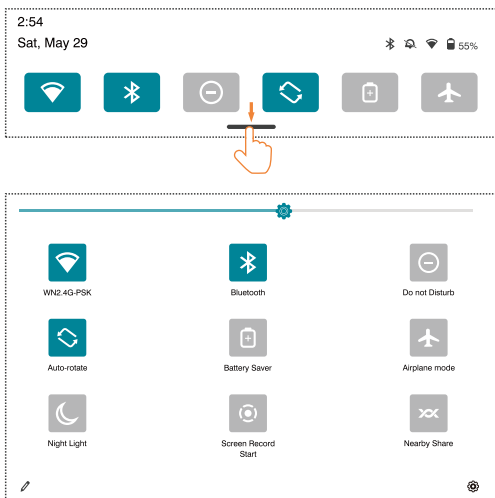 2:54
Sat, May 29
55%
WN2.4G-PSK
Bluetooth
Do not Disturb
Auto-rotate
Battery Saver
Airplane mode
Night Light
Screen Record
Start
Nearby Share